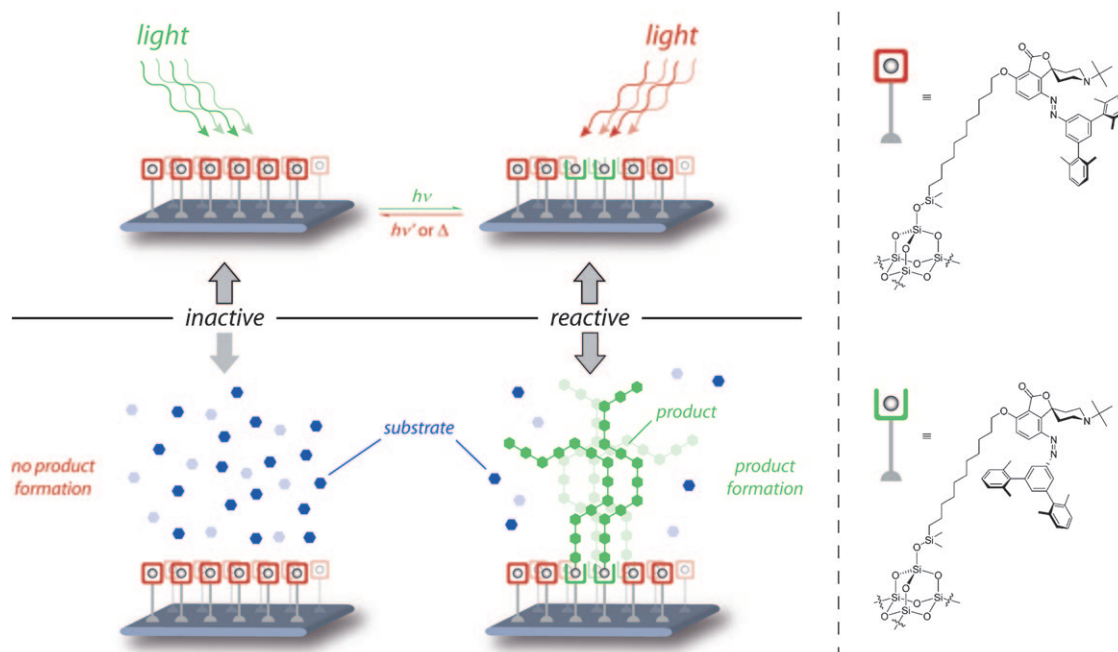 light
light
hν
hν' or Δ
inactive
reactive
substrate
product
no product
formation
product
formation
≡
O
O
O
N
N
N
O
Si
Si
O
O
O
Si
Si
O
Si
O
O
≡
O
O
O
N
N
N
O
Si
Si
O
O
O
Si
Si
O
Si
O
O